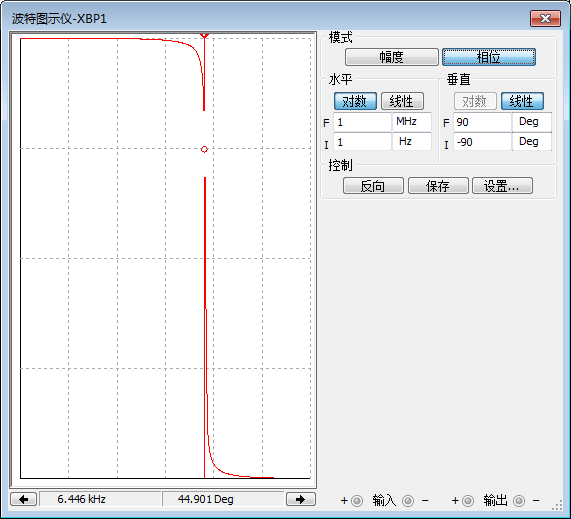 波特图示仪-XBP1
模式
幅度 相位
水平 垂直
对数 线性 对数 线性
F 1 MHz F 90 Deg
I 1 Hz I -90 Deg
控制
反向 保存 设置...
6.446 kHz 44.901 Deg
+ 输入 - + 输出 -